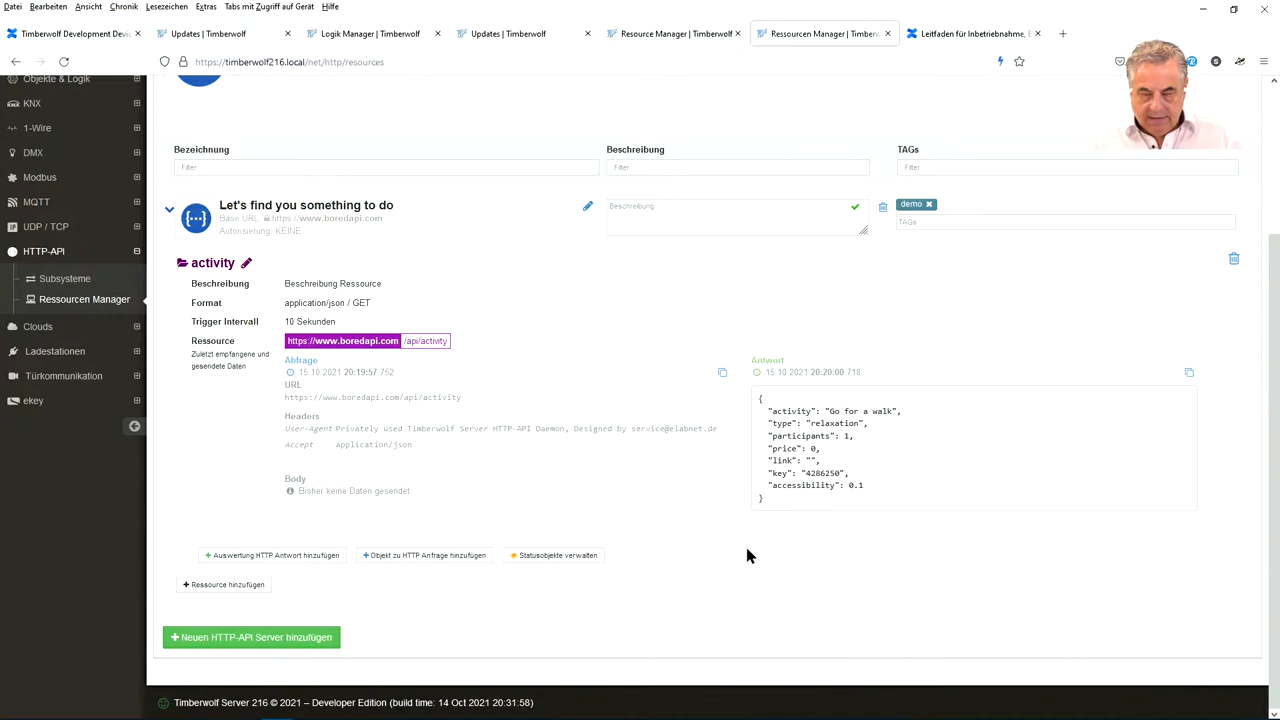 Datei Bearbeiten Ansicht Chronik Lesezeichen Extras Tabs mit Zugriff auf Gerät Hilfe
Timberwolf Development Devi
Updates | Timberwolf
Logik Manager | Timberwolf
Updates | Timberwolf
Resource Manager | Timberwolf
Ressourcen Manager | Timberw
Leitfaden für Inbetriebnahme, E
https://timberwolf216.local/net/http/resources
Objekte & Logik
KNX
1-Wire
DMX
Modbus
MQTT
UDP / TCP
HTTP-API
Subsysteme
Ressourcen Manager
Clouds
Ladestationen
Türkommunikation
ekey
Bezeichnung Beschreibung TAGs
Filter Filter Filter
Let's find you something to do
Base URL https://www.boredapi.com
Autorisierung KEINE
Beschreibung
demo
TAGs
activity
Beschreibung Beschreibung Ressource
Format application/json / GET
Trigger Intervall 10 Sekunden
Ressource https://www.boredapi.com /api/activity
Zuletzt empfangene und
gesendete Daten
Abfrage
15 10 2021 20:19:57.752
URL
https://www.boredapi.com/api/activity
Headers
User-Agent Privately used Timberwolf Server HTTP-API Daemon, Designed by service@elabnet.de
Accept application/json
Body
Bisher keine Daten gesendet
Antwort
15 10 2021 20:20:00 718
{
"activity": "Go for a walk",
"type": "relaxation",
"participants": 1,
"price": 0,
"link": "",
"key": "4286250",
"accessibility": 0.1
}
Auswertung HTTP Antwort hinzufügen
Objekt zu HTTP Anfrage hinzufügen
Statusobjekte verwalten
Ressource hinzufügen
Neuen HTTP-API Server hinzufügen
Timberwolf Server 216 © 2021 – Developer Edition (build time: 14 Oct 2021 20:31:58)